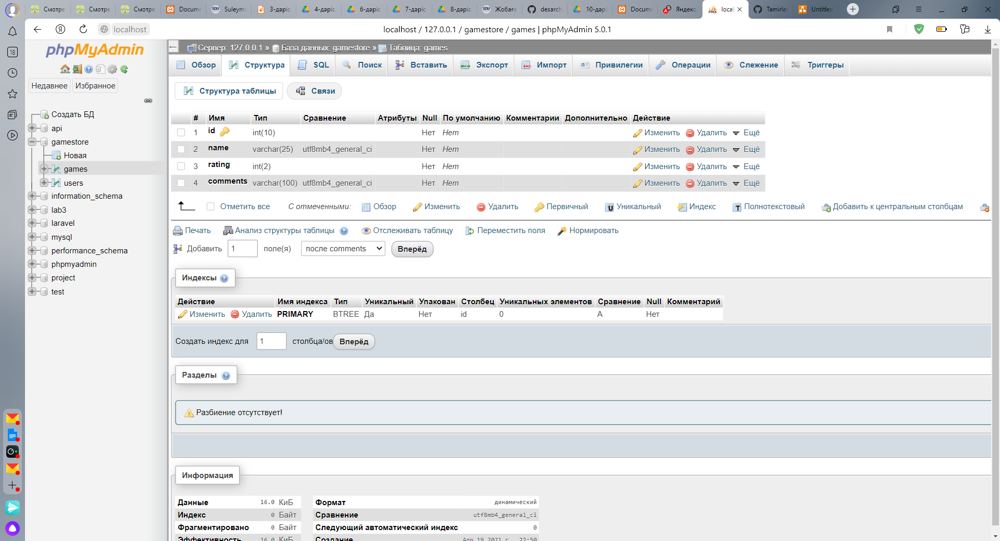 Смотре Смотре Смотре Docume Suleyma 3-дәріс. 4-дәріс. 6-дәріс. 7-дәріс. 8-дәріс. Жобаға desarch 10-дәрі Docume Яндекс. local Tamirlan Untitled
localhost localhost / 127.0.0.1 / gamestore / games | phpMyAdmin 5.0.1
18
phpMyAdmin
Недавнее Избранное
Создать БД
api
gamestore
Новая
games
users
information_schema
lab3
laravel
mysql
performance_schema
phpmyadmin
project
test
Сервер: 127.0.0.1 » База данных: gamestore » Таблица: games
Обзор Структура SQL Поиск Вставить Экспорт Импорт Привилегии Операции Слежение Триггеры
Структура таблицы Связи
# Имя Тип Сравнение Атрибуты Null По умолчанию Комментарии Дополнительно Действие
1 id int(10) Нет Нет Изменить Удалить Ещё
2 name varchar(25) utf8mb4_general_ci Нет Нет Изменить Удалить Ещё
3 rating int(2) Нет Нет Изменить Удалить Ещё
4 comments varchar(100) utf8mb4_general_ci Нет Нет Изменить Удалить Ещё
Отметить все С отмеченными: Обзор Изменить Удалить Первичный Уникальный Индекс Полнотекстовый Добавить к центральным столбцам
Печать Анализ структуры таблицы Отслеживать таблицу Переместить поля Нормировать
Добавить 1 поле(я) после comments Вперёд
Индексы
Действие Имя индекса Тип Уникальный Упакован Столбец Уникальных элементов Сравнение Null Комментарий
Изменить Удалить PRIMARY BTREE Да Нет id 0 A Нет
Создать индекс для 1 столбца/ов Вперёд
Разделы
Разбиение отсутствует!
Информация
Данные 16.0 КиБ
Индекс 0 Байт
Фрагментировано 0 Байт
Эффективность 16.0 КиБ
Формат динамический
Сравнение utf8mb4_general_ci
Следующий автоматический индекс 0
Создание Апр 19 2021 г., 22:50